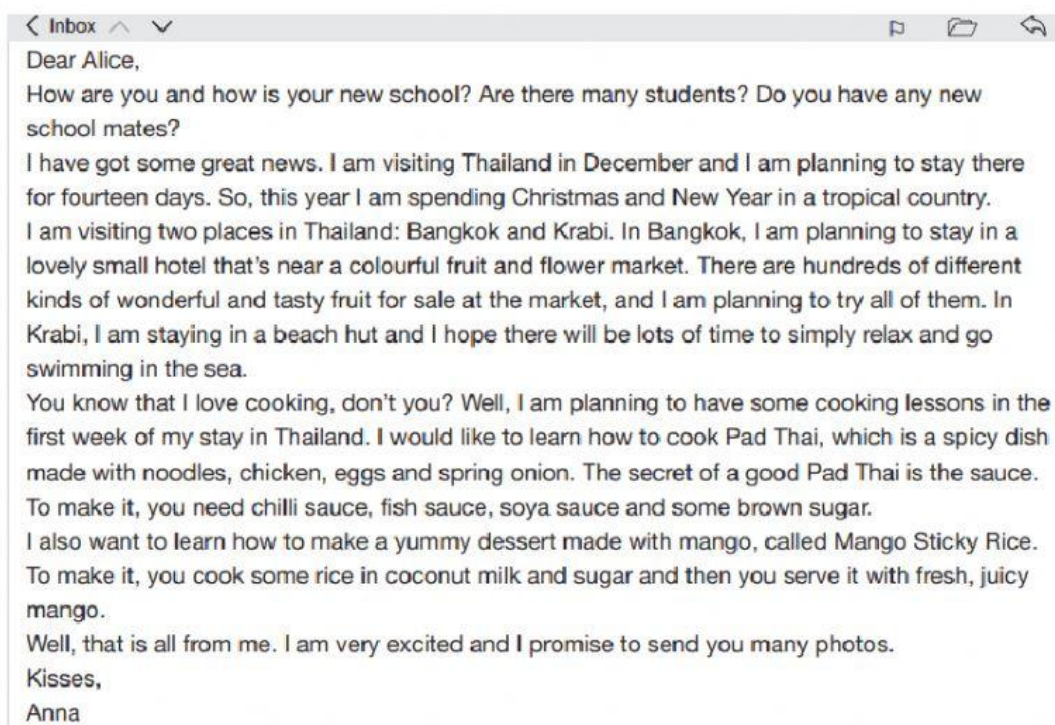 Inbox
Dear Alice,
How are you and how is your new school? Are there many students? Do you have any new
school mates?
I have got some great news. I am visiting Thailand in December and I am planning to stay there
for fourteen days. So, this year I am spending Christmas and New Year in a tropical country.
I am visiting two places in Thailand: Bangkok and Krabi. In Bangkok, I am planning to stay in a
lovely small hotel that's near a colourful fruit and flower market. There are hundreds of different
kinds of wonderful and tasty fruit for sale at the market, and I am planning to try all of them. In
Krabi, I am staying in a beach hut and I hope there will be lots of time to simply relax and go
swimming in the sea.
You know that I love cooking, don't you? Well, I am planning to have some cooking lessons in the
first week of my stay in Thailand. I would like to learn how to cook Pad Thai, which is a spicy dish
made with noodles, chicken, eggs and spring onion. The secret of a good Pad Thai is the sauce.
To make it, you need chilli sauce, fish sauce, soya sauce and some brown sugar.
I also want to learn how to make a yummy dessert made with mango, called Mango Sticky Rice.
To make it, you cook some rice in coconut milk and sugar and then you serve it with fresh, juicy
mango.
Well, that is all from me. I am very excited and I promise to send you many photos.
Kisses,
Anna